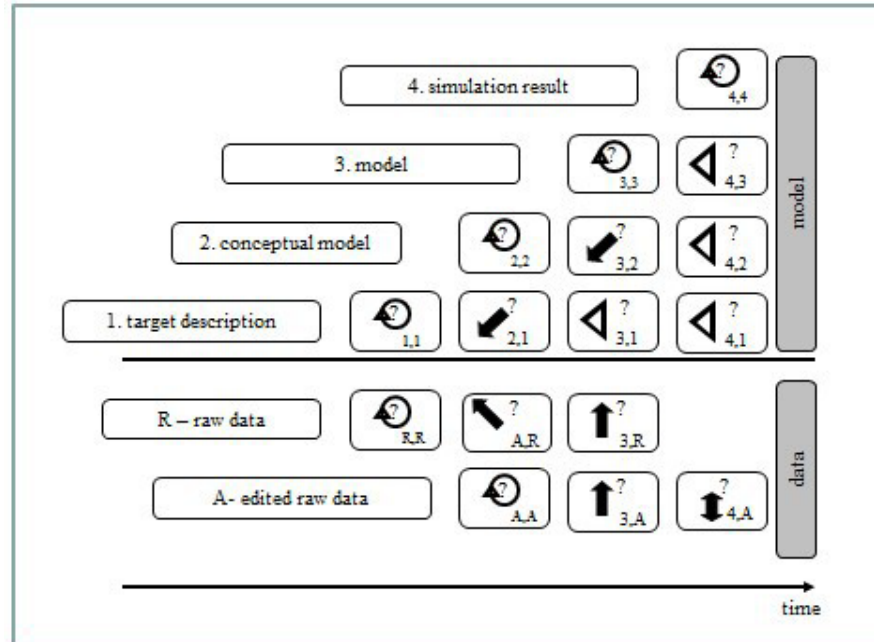 ?
4,4
4. simulation result
?
3,3
?
4,3
3. model
?
2,2
?
3,2
?
4,2
2. conceptual model
?
1,1
?
2,1
?
3,1
?
4,1
1. target description
model
?
R,R
?
A,R
?
3,R
R – raw data
?
A,A
?
3,A
?
4,A
A- edited raw data
data
time